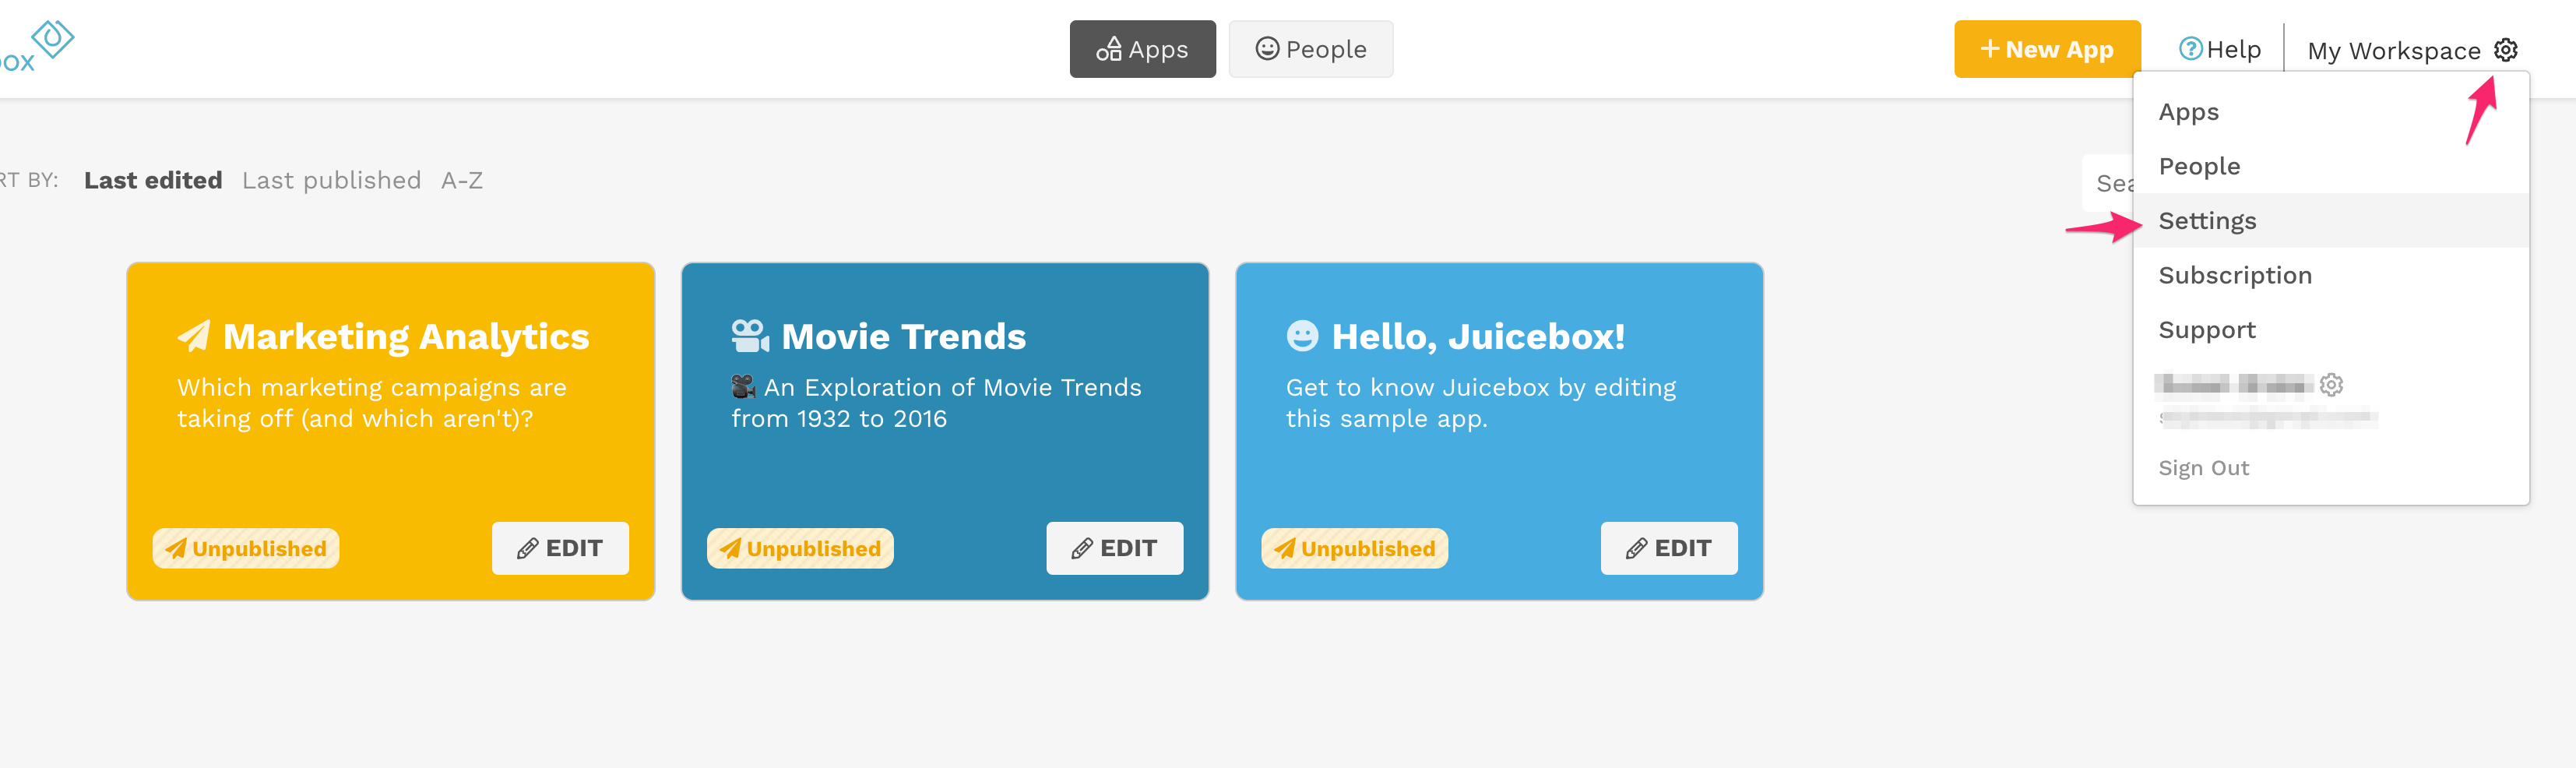 box
Apps
People
New App
Help
My Workspace
RT BY: Last edited Last published A-Z
Sea
Apps
People
Settings
Subscription
Support
Sign Out
Marketing Analytics
Which marketing campaigns are
taking off (and which aren't)?
Unpublished
EDIT
Movie Trends
An Exploration of Movie Trends
from 1932 to 2016
Unpublished
EDIT
Hello, Juicebox!
Get to know Juicebox by editing
this sample app.
Unpublished
EDIT